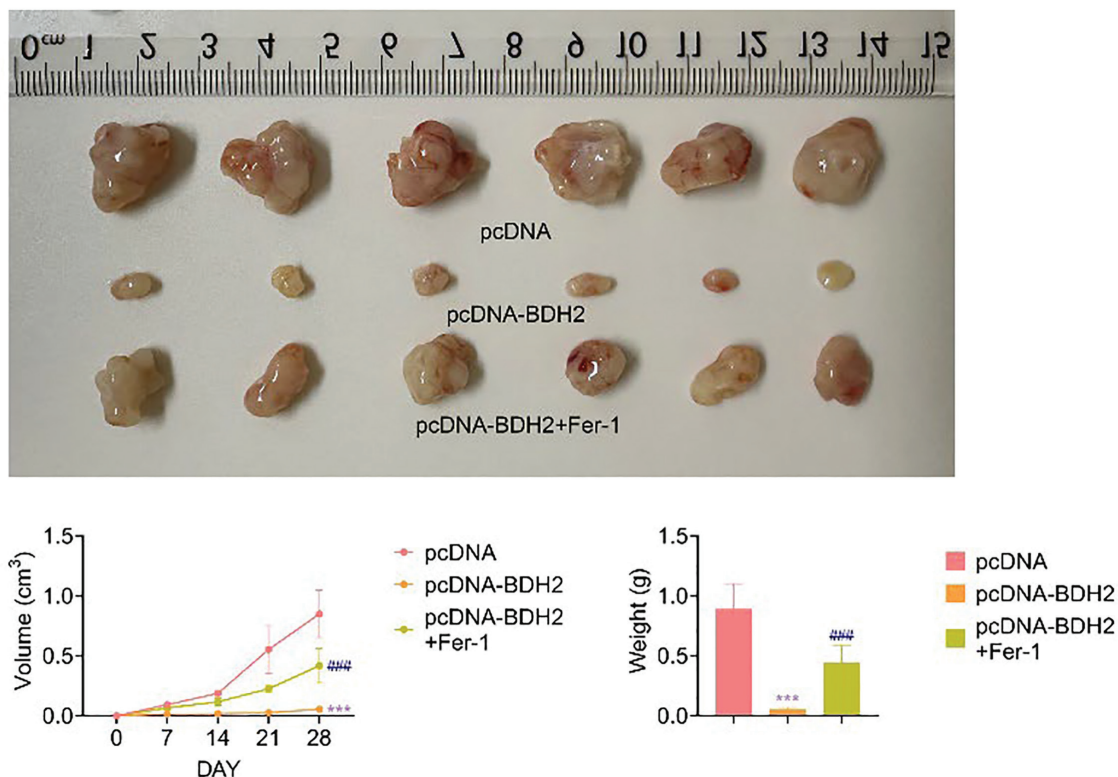 0 cm 1 2 3 4 5 6 7 8 9 10 11 12 13 14 15
pcDNA
pcDNA-BDH2
pcDNA-BDH2+Fer-1
Volume (cm³)
1.5
1.0
0.5
0.0
0 7 14 21 28
DAY
pcDNA
pcDNA-BDH2
pcDNA-BDH2
+Fer-1
###
***
Weight (g)
1.5
1.0
0.5
0.0
***
###
pcDNA
pcDNA-BDH2
pcDNA-BDH2
+Fer-1